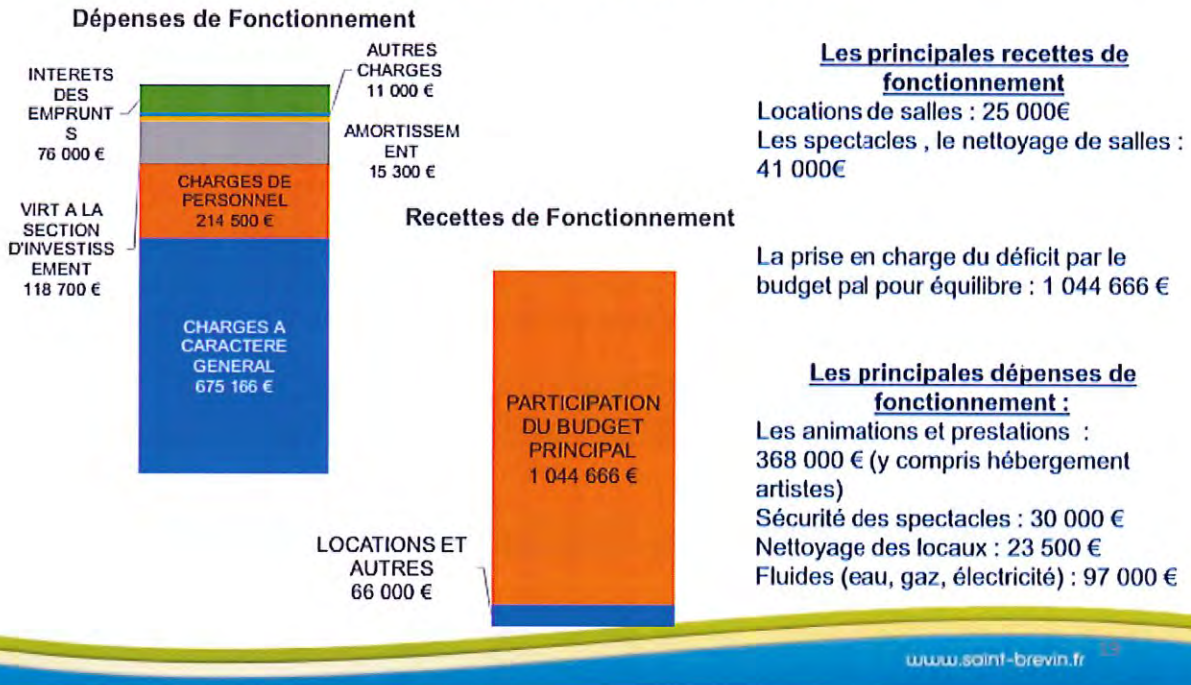 Dépenses de Fonctionnement
INTERETS
DES
EMPRUNT
S
76 000 €
AUTRES
CHARGES
11 000 €
AMORTISSEM
ENT
15 300 €
VIRT A LA
SECTION
D'INVESTISS
EMENT
118 700 €
CHARGES DE
PERSONNEL
214 500 €
CHARGES A
CARACTERE
GENERAL
675 166 €
Recettes de Fonctionnement
PARTICIPATION
DU BUDGET
PRINCIPAL
1 044 666 €
LOCATIONS ET
AUTRES
66 000 €
Les principales recettes de
fonctionnement
Locations de salles : 25 000€
Les spectacles , le nettoyage de salles :
41 000€
La prise en charge du déficit par le
budget pal pour équilibre : 1 044 666 €
Les principales dépenses de
fonctionnement :
Les animations et prestations :
368 000 € (y compris hébergement
artistes)
Sécurité des spectacles : 30 000 €
Nettoyage des locaux : 23 500 €
Fluides (eau, gaz, électricité) : 97 000 €
www.saint-brevin.fr